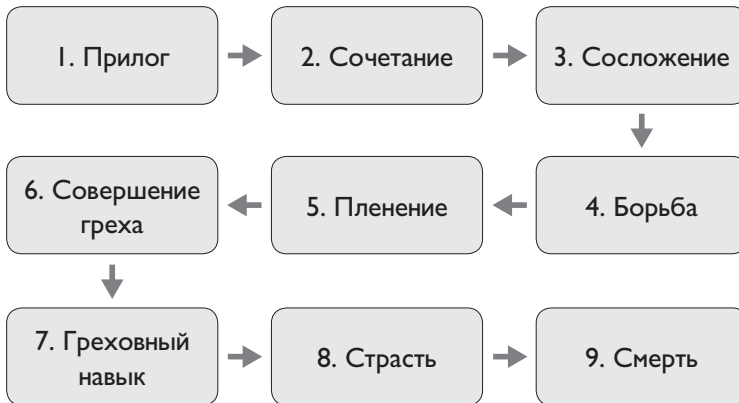 1. Прилог
2. Сочетание
3. Сосложение
4. Борьба
5. Пленение
6. Совершение
греха
7. Греховный
навык
8. Страсть
9. Смерть